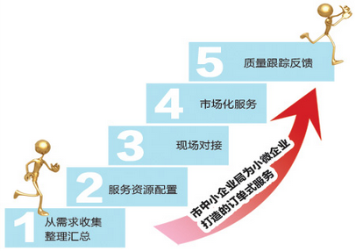 5 质量跟踪反馈
4 市场化服务
3 现场对接
2 服务资源配置
1 从需求收集
整理汇总
市中小企业局为小微企业
打造的订单式服务